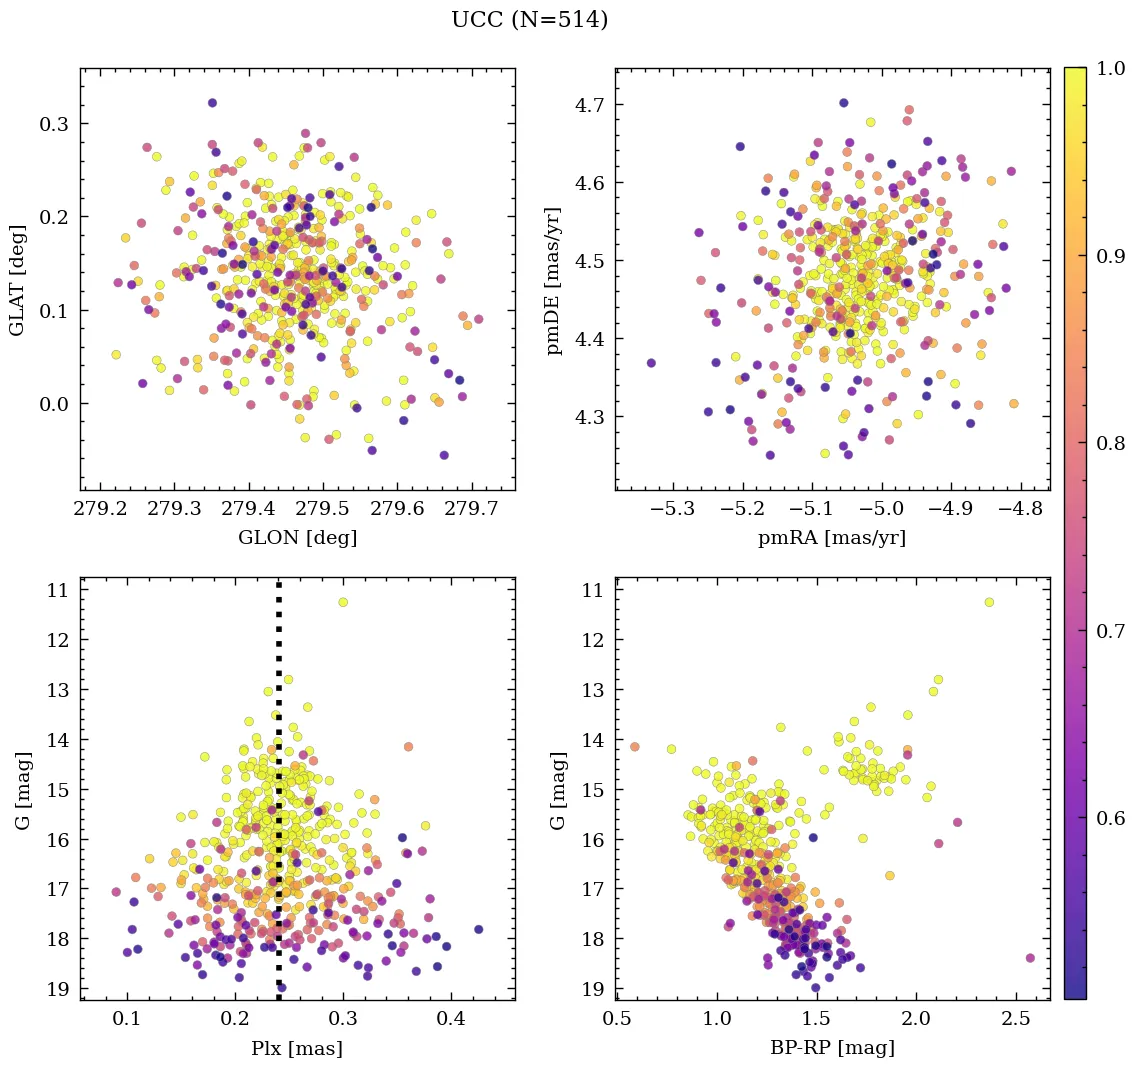 UCC (N=514)
0.3
0.2
0.1
0.0
GLAT [deg]
279.2 279.3 279.4 279.5 279.6 279.7
GLON [deg]
4.7
4.6
4.5
4.4
4.3
pmDE [mas/yr]
−5.3 −5.2 −5.1 −5.0 −4.9 −4.8
pmRA [mas/yr]
1.0
0.9
0.8
0.7
0.6
11
12
13
14
15
16
17
18
19
G [mag]
0.1 0.2 0.3 0.4
Plx [mas]
11
12
13
14
15
16
17
18
19
G [mag]
0.5 1.0 1.5 2.0 2.5
BP-RP [mag]